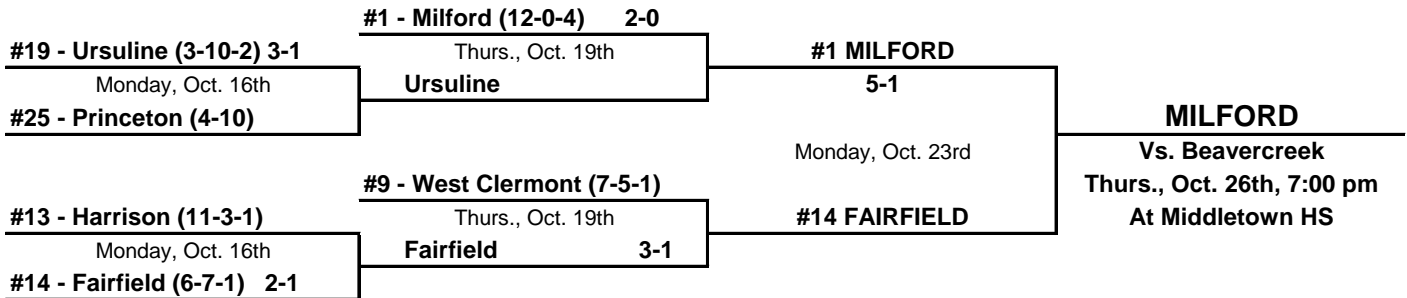 #1 - Milford (12-0-4) 2-0
#19 - Ursuline (3-10-2) 3-1
Thurs., Oct. 19th
#1 MILFORD
Monday, Oct. 16th
Ursuline
5-1
#25 - Princeton (4-10)
MILFORD
Monday, Oct. 23rd
Vs. Beavercreek
#9 - West Clermont (7-5-1)
Thurs., Oct. 26th, 7:00 pm
#13 - Harrison (11-3-1)
Thurs., Oct. 19th
#14 FAIRFIELD
At Middletown HS
Monday, Oct. 16th
Fairfield 3-1
#14 - Fairfield (6-7-1) 2-1